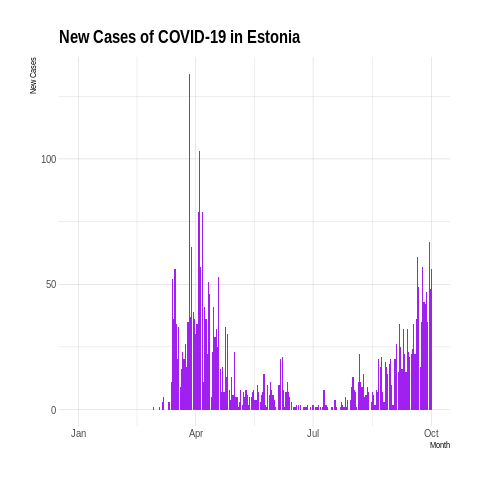 New Cases of COVID-19 in Estonia
New Cases
100
50
0
Jan Apr Jul Oct
Month